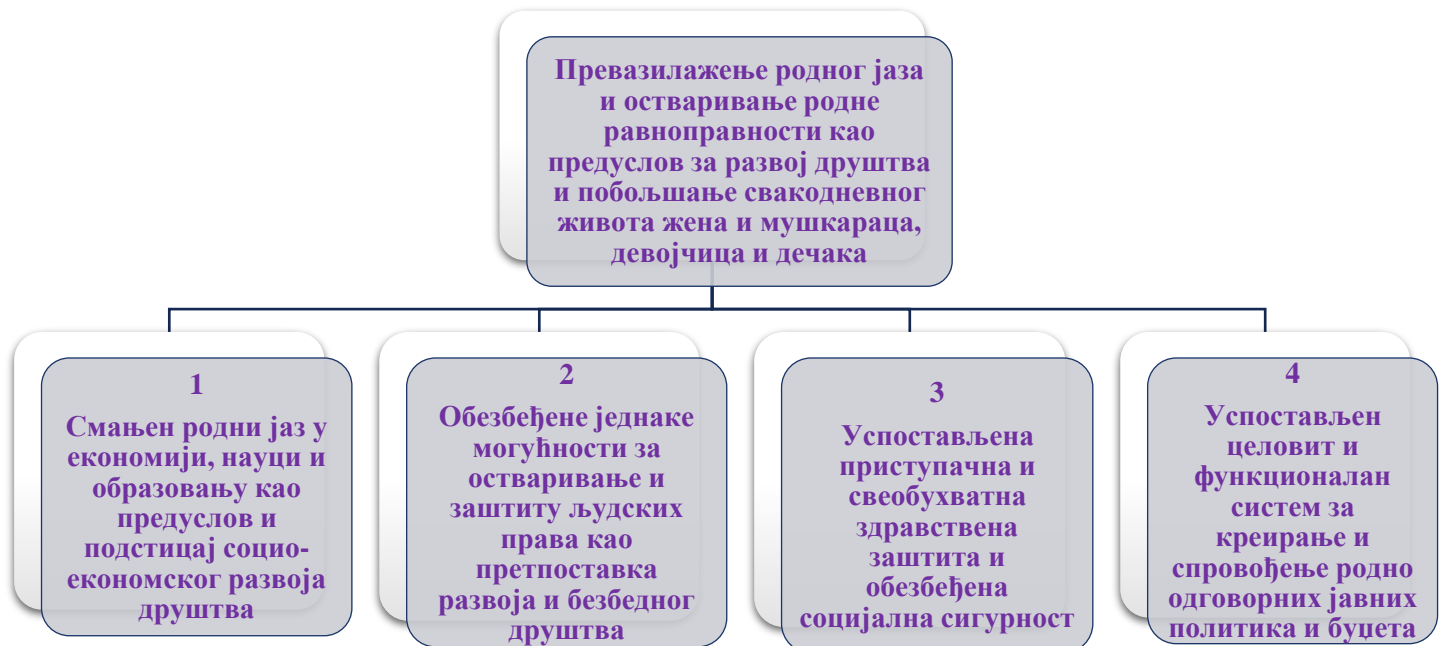 Превазилажење родног јаза
и остваривање родне
равноправности као
предуслов за развој друштва
и побољшање свакодневног
живота жена и мушкараца,
девојчица и дечака
1
Смањен родни јаз у
економији, науци и
образовању као
предуслов и
подстицај социо-
економског развоја
друштва
2
Обезбеђене једнаке
могућности за
остваривање и
заштиту људских
права као
претпоставка
развоја и безбедног
друштва
3
Успостављена
приступачна и
свеобухватна
здравствена
заштита и
обезбеђена
социјална сигурност
4
Успостављен
целовит и
функционалан
систем за
креирање и
спровођење родно
одговорних јавних
политика и буџета